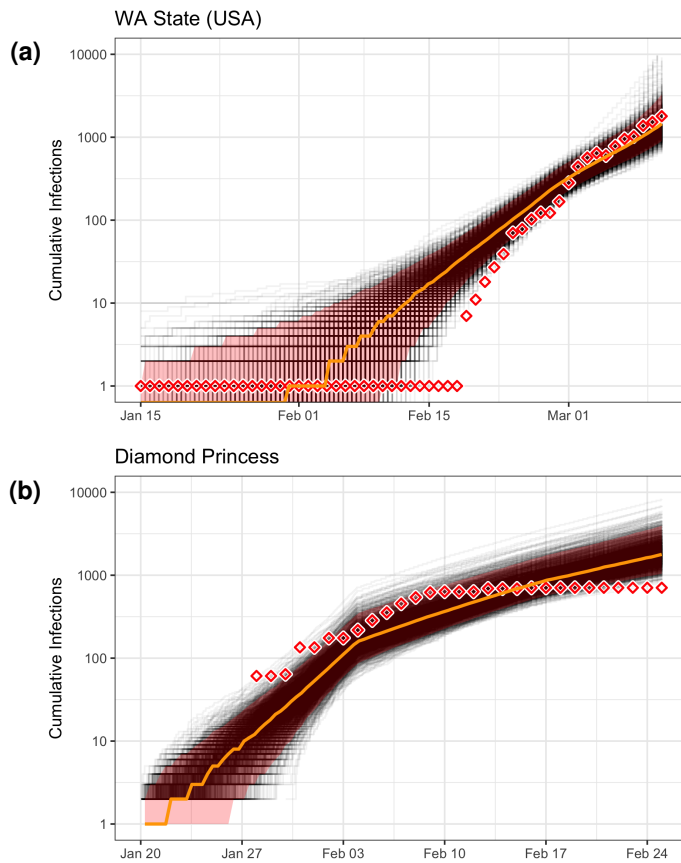 WA State (USA)
(a)
10000
1000
100
10
1
Cumulative Infections
Jan 15
Feb 01
Feb 15
Mar 01
Diamond Princess
(b)
10000
1000
100
10
1
Cumulative Infections
Jan 20
Jan 27
Feb 03
Feb 10
Feb 17
Feb 24